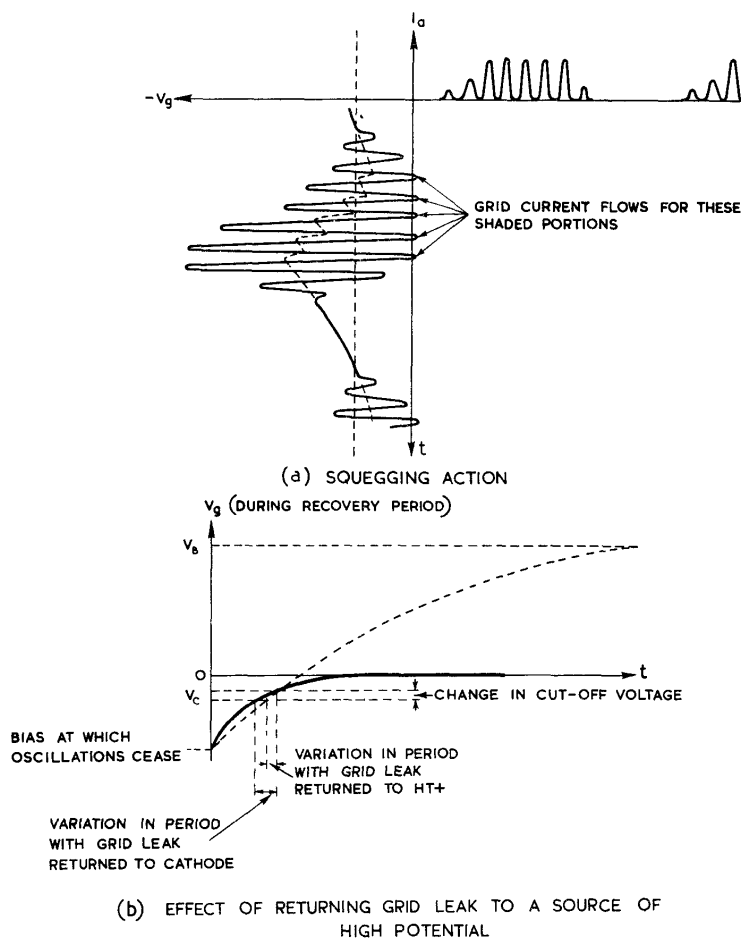 Ia
-Vg
GRID CURRENT FLOWS FOR THESE
SHADED PORTIONS
t
(a) SQUEGGING ACTION
Vg (DURING RECOVERY PERIOD)
VB
O
t
VC
CHANGE IN CUT-OFF VOLTAGE
BIAS AT WHICH
OSCILLATIONS CEASE
VARIATION IN PERIOD
WITH GRID LEAK
RETURNED TO HT+
VARIATION IN PERIOD
WITH GRID LEAK
RETURNED TO CATHODE
(b) EFFECT OF RETURNING GRID LEAK TO A SOURCE OF
HIGH POTENTIAL